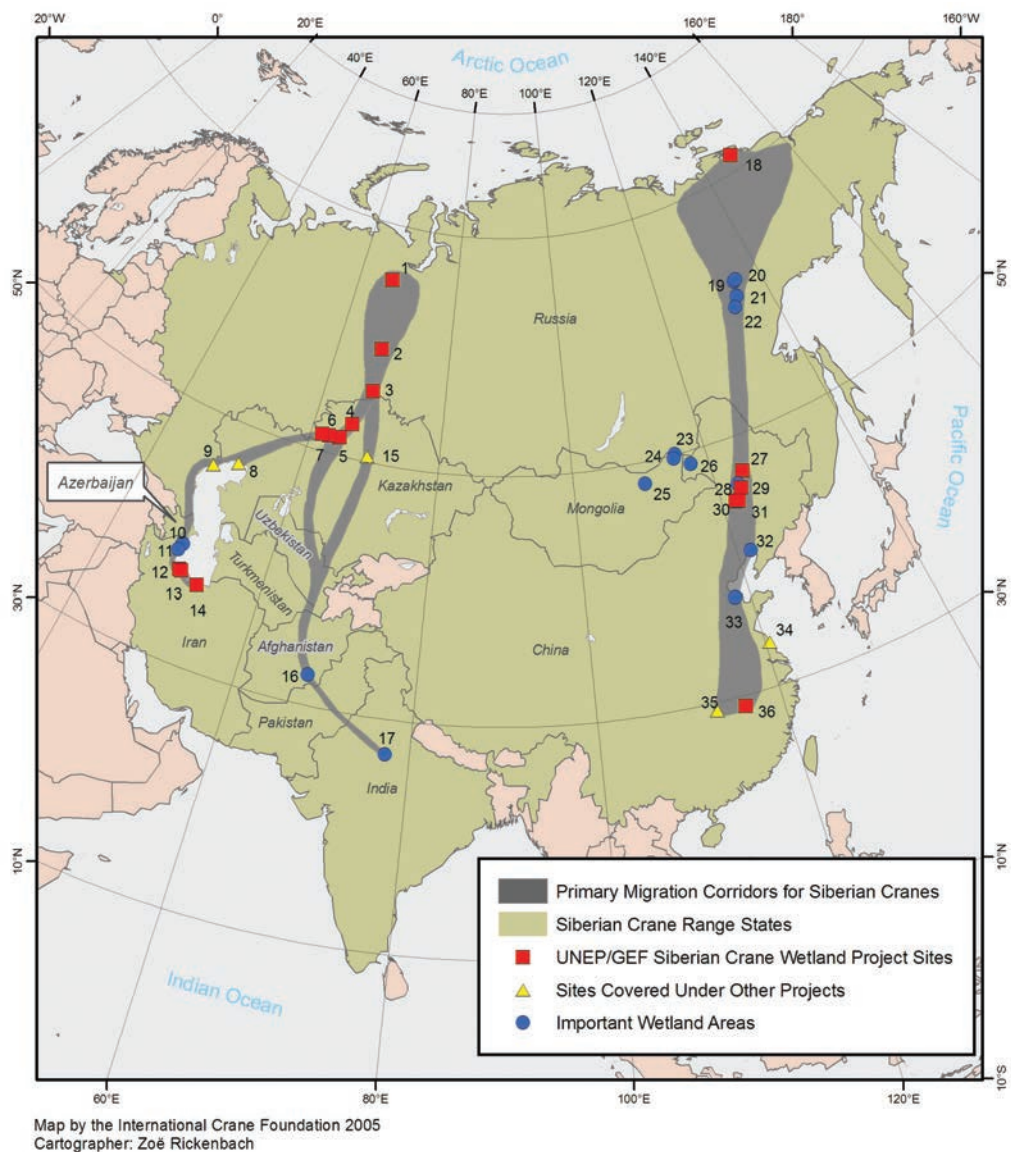 20°W
0°
20°E
160°E
180°
160°W
Arctic Ocean
40°E
60°E
80°E
100°E
120°E
140°E
18
50°N
50°N
1
20
19
21
22
Russia
2
3
4
6
7
5
15
9
8
Kazakhstan
Azerbaijan
23
24
26
25
27
28
29
30
31
Mongolia
Pacific Ocean
10
11
12
13
14
Uzbekistan
Turkmenistan
32
33
34
30°N
30°N
Iran
Afghanistan
China
16
Pakistan
17
India
35
36
10°N
10°N
Primary Migration Corridors for Siberian Cranes
Siberian Crane Range States
UNEP/GEF Siberian Crane Wetland Project Sites
Sites Covered Under Other Projects
Important Wetland Areas
Indian Ocean
10°S
60°E
80°E
100°E
120°E
Map by the International Crane Foundation 2005
Cartographer: Zoë Rickenbach